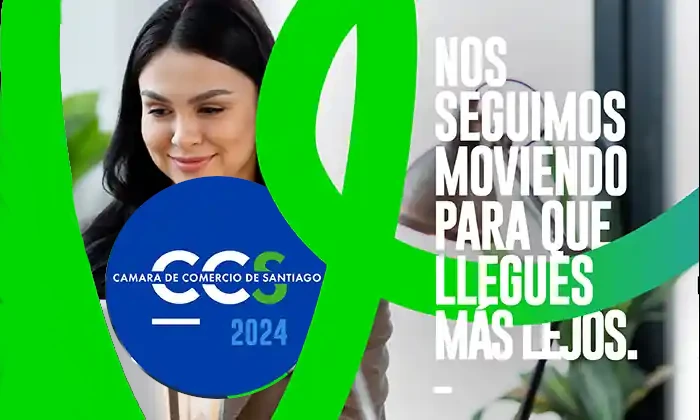 NOS
SEGUIMOS
MOVIENDO
PARA QUE
LLEGUES
MÁS LEJOS.
CCS
CAMARA DE COMERCIO DE SANTIAGO
2024